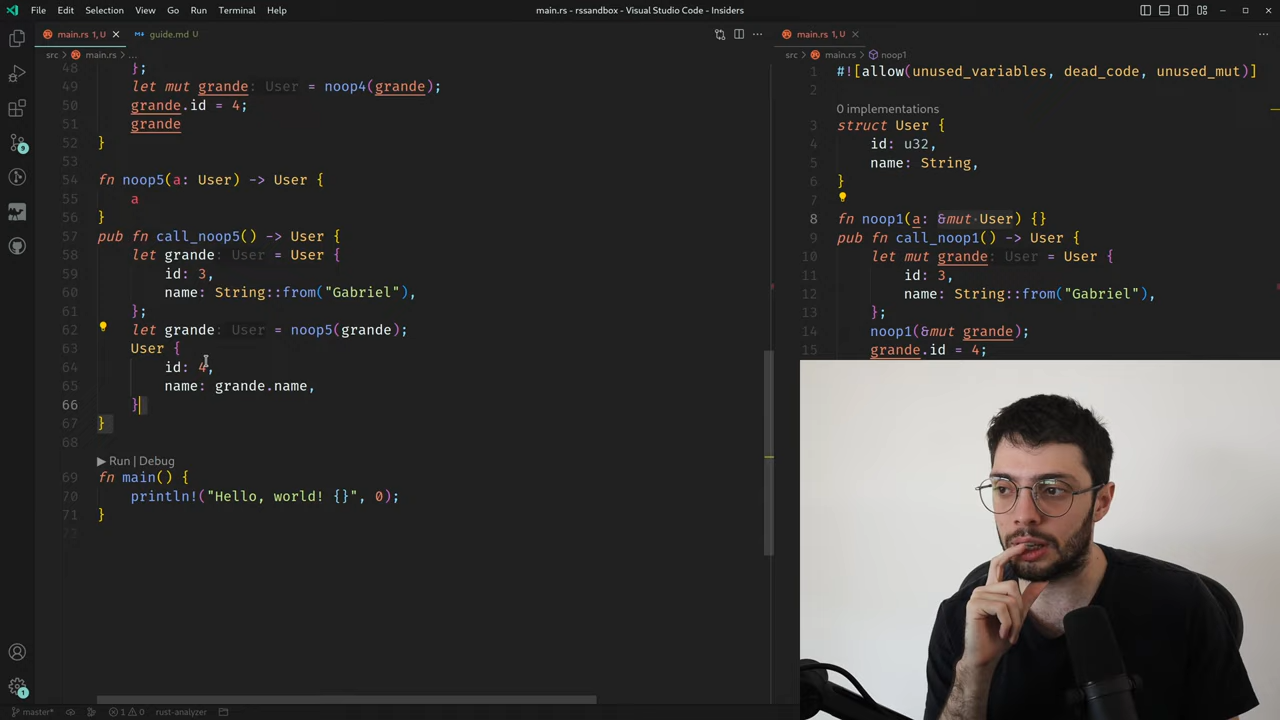 File Edit Selection View Go Run Terminal Help
main.rs - rssandbox - Visual Studio Code - Insiders
main.rs 1, U
guide.md U
src > main.rs > ...
48 };
49 let mut grande: User = noop4(grande);
50 grande.id = 4;
51 grande
52 }
53
54 fn noop5(a: User) -> User {
55 a
56 }
57 pub fn call_noop5() -> User {
58 let grande: User = User {
59 id: 3,
60 name: String::from("Gabriel"),
61 };
62 let grande: User = noop5(grande);
63 User {
64 id: 4,
65 name: grande.name,
66 }
67 }
68
Run | Debug
69 fn main() {
70 println!("Hello, world! {}", 0);
71 }
72
main.rs 1, U
src > main.rs > noop1
1 #![allow(unused_variables, dead_code, unused_mut)]
2
0 implementations
3 struct User {
4 id: u32,
5 name: String,
6 }
7
8 fn noop1(a: &mut User) {}
9 pub fn call_noop1() -> User {
10 let mut grande: User = User {
11 id: 3,
12 name: String::from("Gabriel"),
13 };
14 noop1(&mut grande);
15 grande.id = 4;
master* 1 0 rust-analyzer